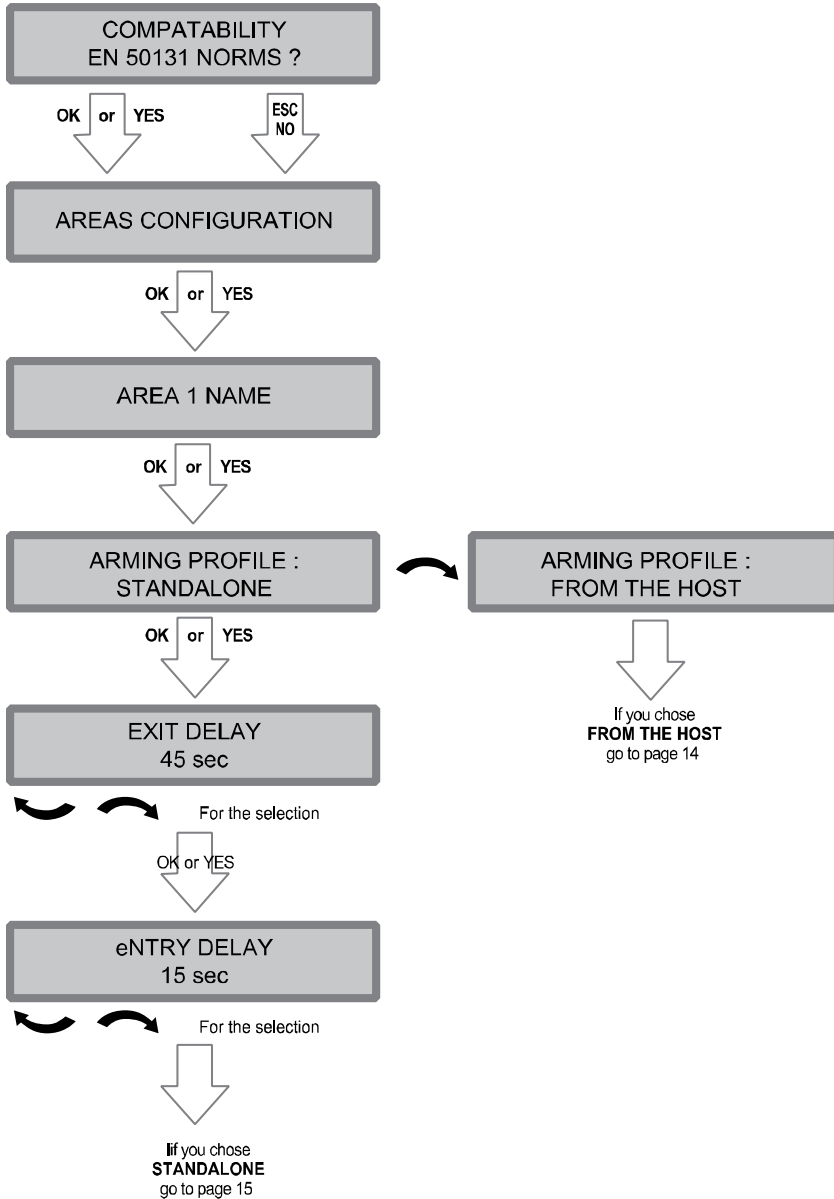 COMPATABILITY
EN 50131 NORMS ?
OK or YES
ESC
NO
AREAS CONFIGURATION
OK or YES
AREA 1 NAME
OK or YES
ARMING PROFILE :
STANDALONE
ARMING PROFILE :
FROM THE HOST
OK or YES
If you chose
FROM THE HOST
go to page 14
EXIT DELAY
45 sec
For the selection
OK or YES
eNTRY DELAY
15 sec
For the selection
Iif you chose
STANDALONE
go to page 15